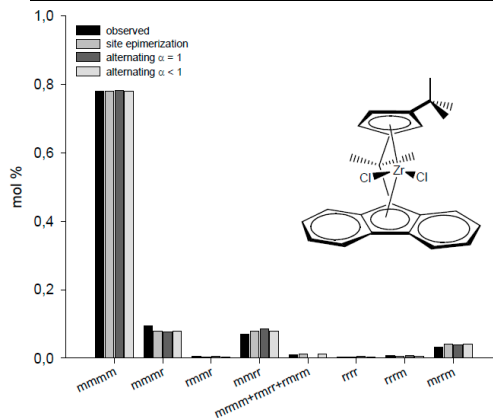 observed
site epimerization
alternating α = 1
alternating α < 1
1,0
0,8
0,6
0,4
0,2
0,0
mol %
Zr
Cl
Cl
mmmm
mmmr
rmmr
mmrr
mrmm+rmrr+rmrm
rrrr
rrrm
mrrm